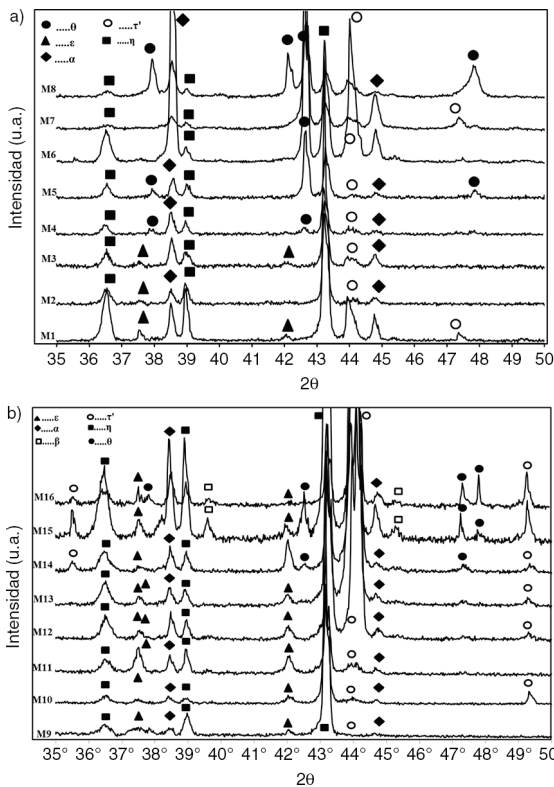 a)
.....θ .....τ'
.....ε .....η
.....α
θ α θ θ τ' θ
M8
M7
τ'
M6
τ'
θ
M5
θ α θ τ' α θ
M4
α θ τ' α
M3
ε ε τ' α
M2
ε α τ' α
M1
ε ε τ'
Intensidad (u.a.)
35 36 37 38 39 40 41 42 43 44 45 46 47 48 49 50
2θ
b)
.....ε .....τ'
.....α .....η
.....β .....θ
α η η τ'
M16
τ' ε θ β ε θ α β θ θ τ'
M15
ε β ε β θ θ
M14
τ' η ε α η θ α θ τ'
M13
η ε α η ε α τ'
M12
η ε α η ε τ' α τ'
M11
η ε α η ε τ' α
M10
η ε α η ε τ' α τ'
M9
η ε α η ε η τ' α
Intensidad (u.a.)
35° 36° 37° 38° 39° 40° 41° 42° 43° 44° 45° 46° 47° 48° 49° 50
2θ